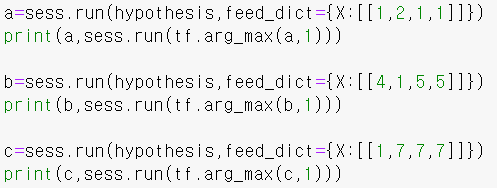 a=sess.run(hypothesis,feed_dict={X:[[1,2,1,1]]})
print(a,sess.run(tf.arg_max(a,1)))
b=sess.run(hypothesis,feed_dict={X:[[4,1,5,5]]})
print(b,sess.run(tf.arg_max(b,1)))
c=sess.run(hypothesis,feed_dict={X:[[1,7,7,7]]})
print(c,sess.run(tf.arg_max(c,1)))